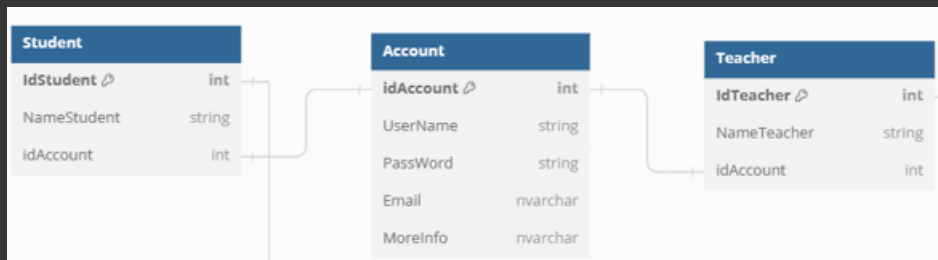 Student
IdStudent int
NameStudent string
idAccount int
Account
idAccount int
UserName string
PassWord string
Email nvarchar
MoreInfo nvarchar
Teacher
IdTeacher int
NameTeacher string
idAccount int